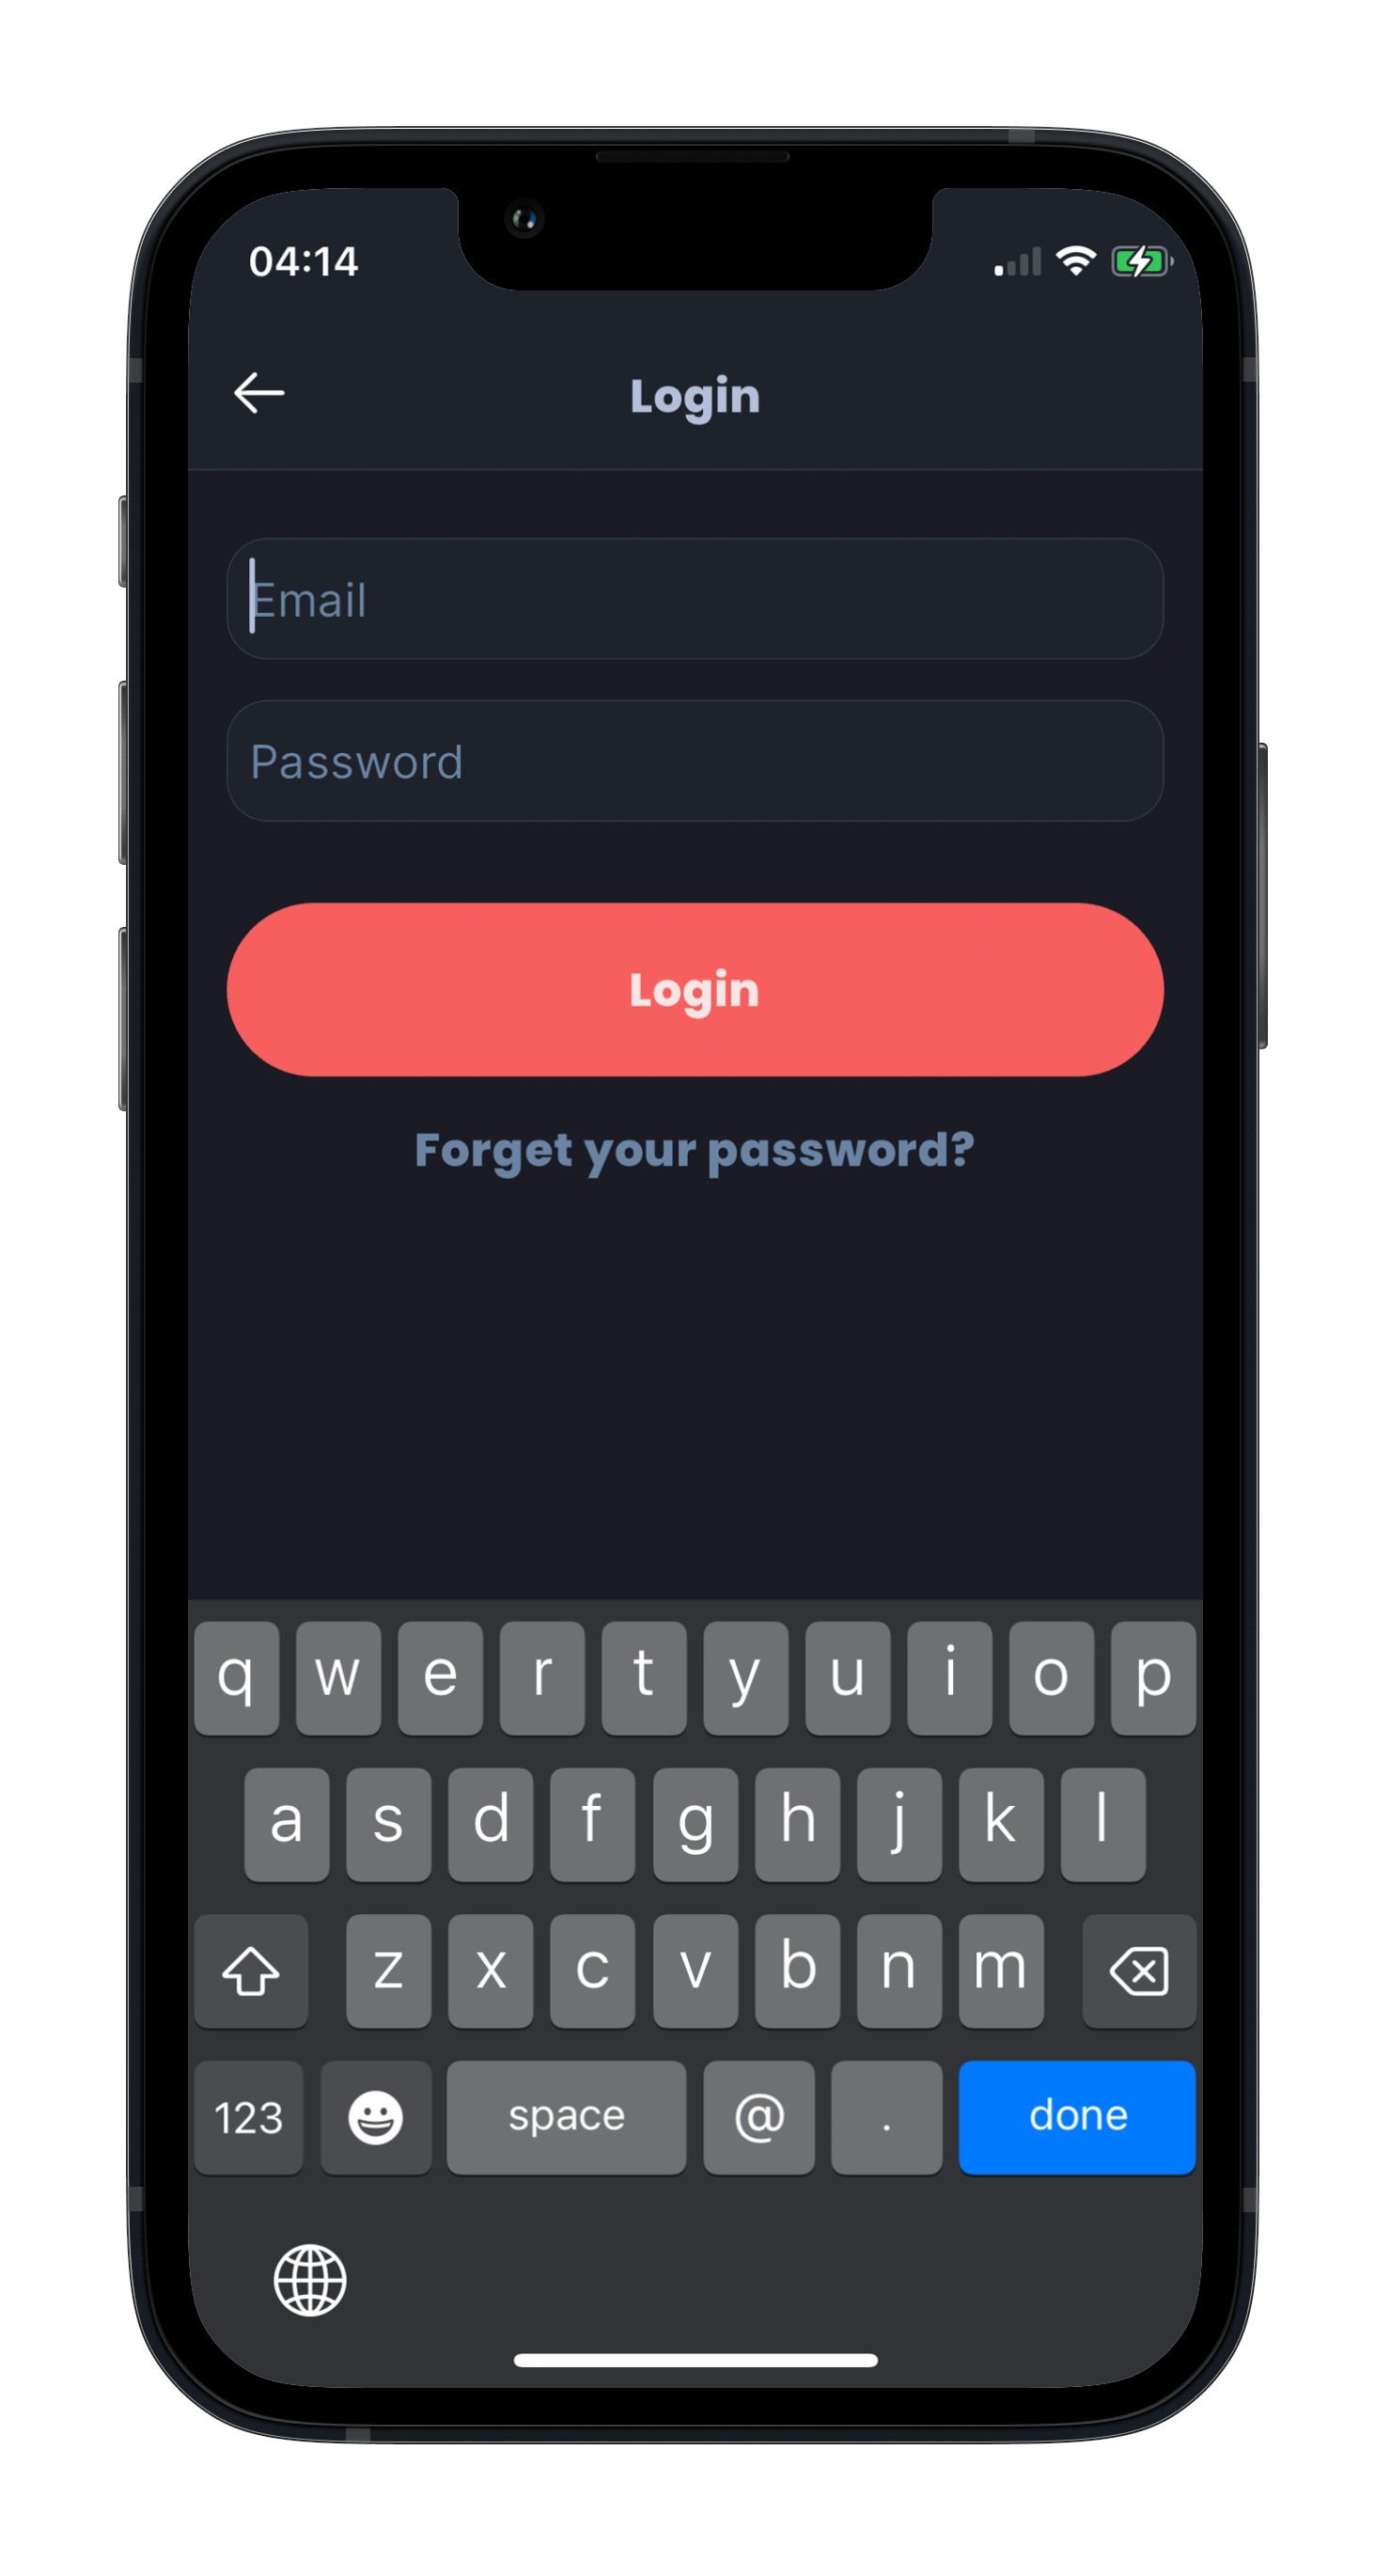 04:14
Login
Email
Password
Login
Forget your password?
q w e r t y u i o p
a s d f g h j k l
z x c v b n m
123 space @ . done